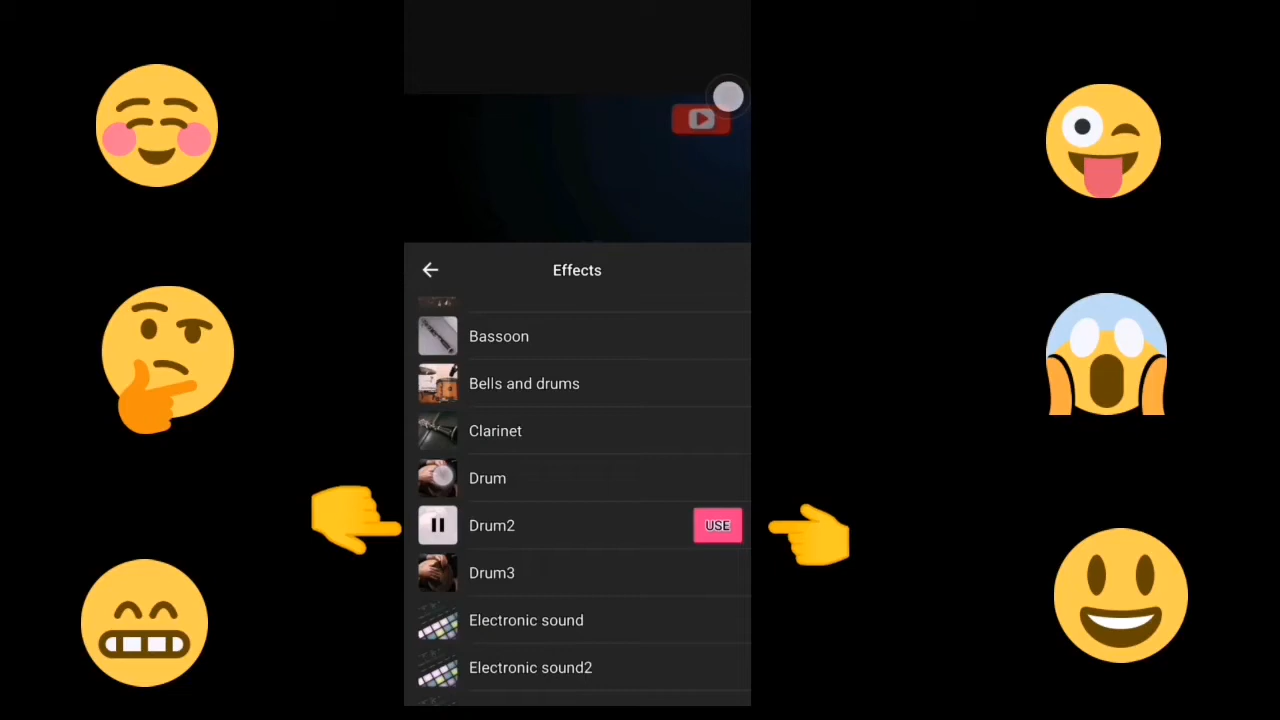 Effects
Bassoon
Bells and drums
Clarinet
Drum
Drum2
USE
Drum3
Electronic sound
Electronic sound2